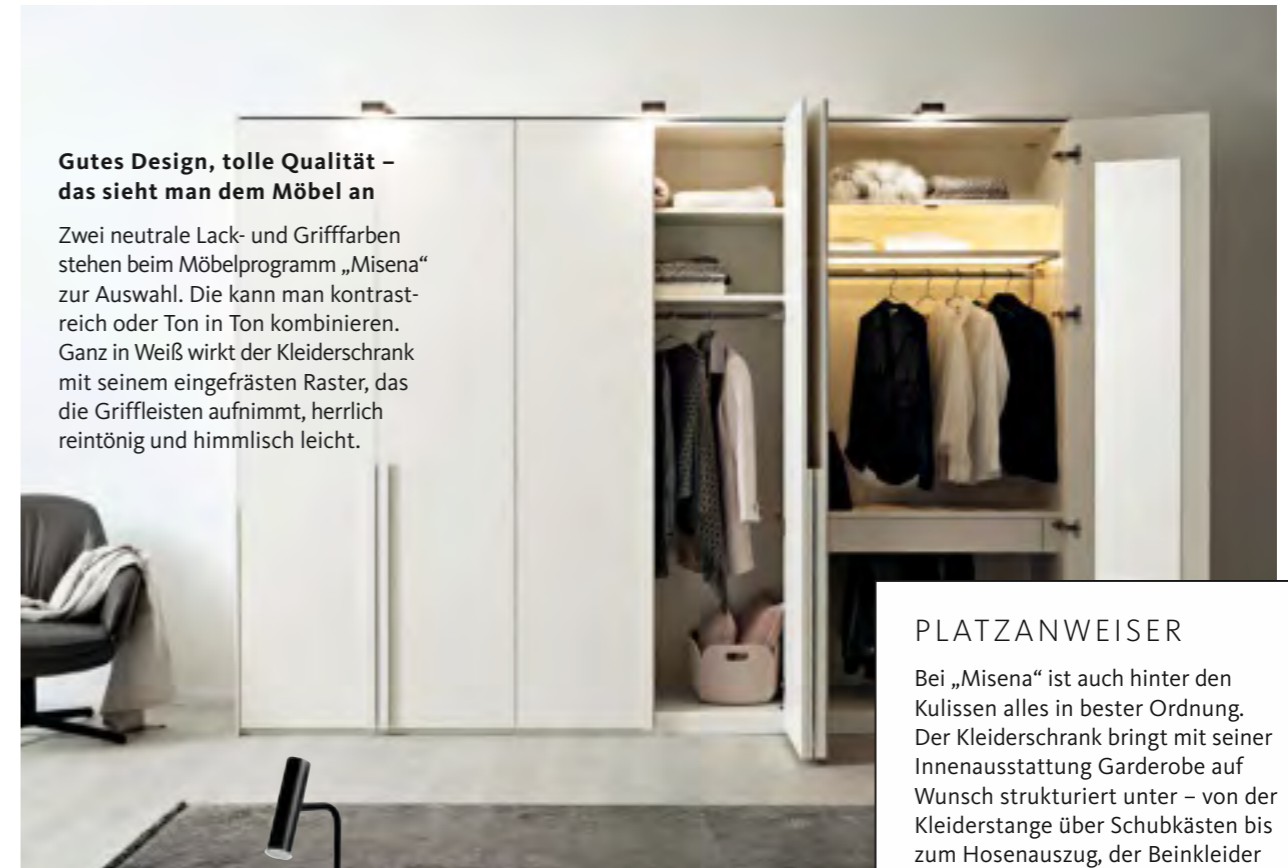 Gutes Design, tolle Qualität –
das sieht man dem Möbel an
Zwei neutrale Lack- und Grifffarben
stehen beim Möbelprogramm „Misena“
zur Auswahl. Die kann man kontrast-
reich oder Ton in Ton kombinieren.
Ganz in Weiß wirkt der Kleiderschrank
mit seinem eingefrästen Raster, das
die Griffleisten aufnimmt, herrlich
reintönig und himmlisch leicht.
PLATZANWEISER
Bei „Misena“ ist auch hinter den
Kulissen alles in bester Ordnung.
Der Kleiderschrank bringt mit seiner
Innenausstattung Garderobe auf
Wunsch strukturiert unter – von der
Kleiderstange über Schubkästen bis
zum Hosenauszug, der Beinkleider